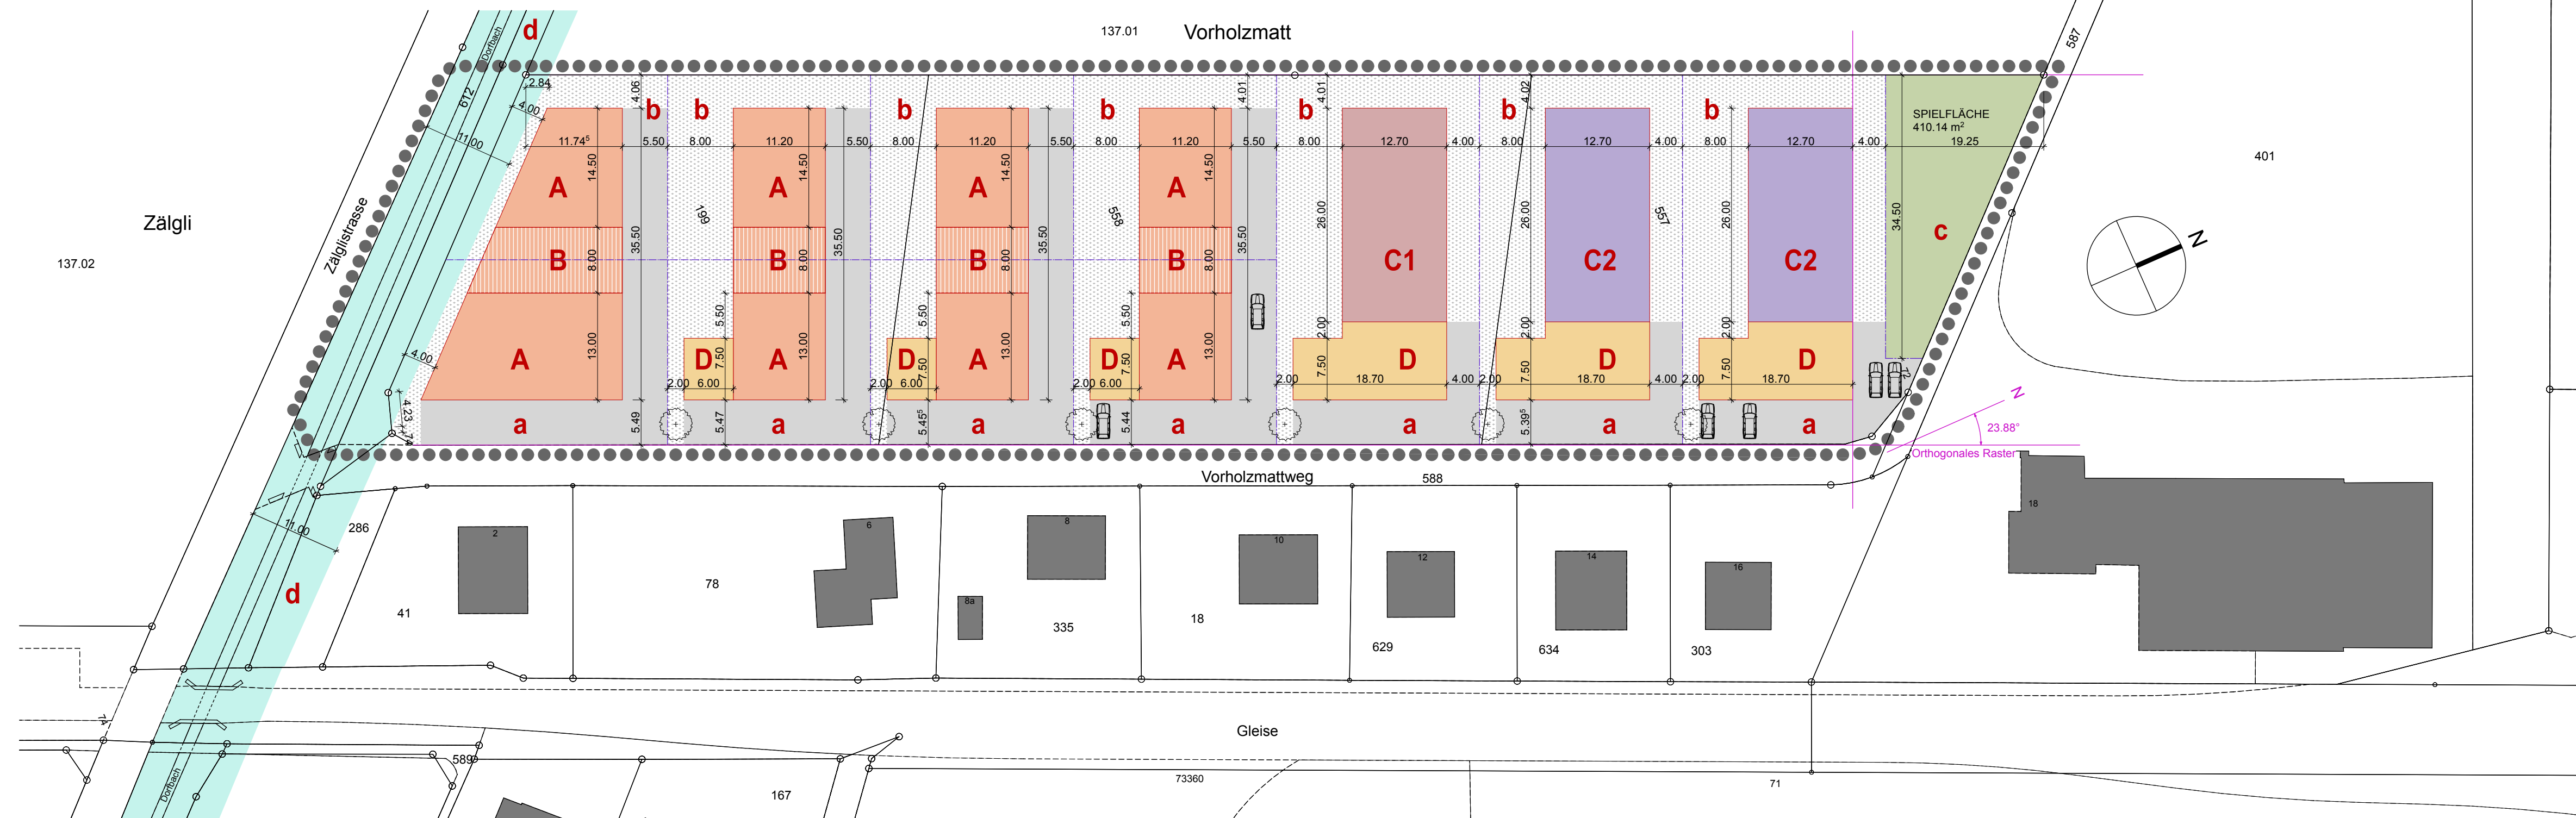 d
137.01
Vorholzmatt
587
Dorfbach
612
2.84
4.00
11.00
4.06
4.01
4.01
4.02
b
b
b
b
b
b
b
SPIELFLÄCHE
410.14 m²
11.74⁵
5.50
8.00
11.20
5.50
8.00
11.20
5.50
8.00
11.20
5.50
8.00
12.70
4.00
8.00
12.70
4.00
8.00
12.70
4.00
19.25
401
14.50
14.50
14.50
14.50
A
A
A
A
Zälgli
Zälglistrasse
137.02
199
558
557
35.50
35.50
35.50
35.50
26.00
26.00
26.00
34.50
c
N
B
8.00
B
8.00
B
8.00
B
8.00
C1
C2
C2
5.50
5.50
5.50
2.00
2.00
2.00
4.00
A
13.00
D
7.50
A
13.00
D
7.50
A
13.00
D
7.50
A
13.00
7.50
D
7.50
D
7.50
D
12
2.00
6.00
2.00
6.00
2.00
6.00
2.00
18.70
4.00
2.00
18.70
4.00
2.00
18.70
N
4.23
74
a
5.49
5.47
a
5.45⁵
a
5.44
a
a
5.39⁵
a
a
23.88°
Orthogonales Raster
Vorholzmattweg
588
11.00
286
2
6
8
10
12
14
16
18
d
41
78
8a
335
18
629
634
303
74
Gleise
589
Dorfbach
167
73360
71